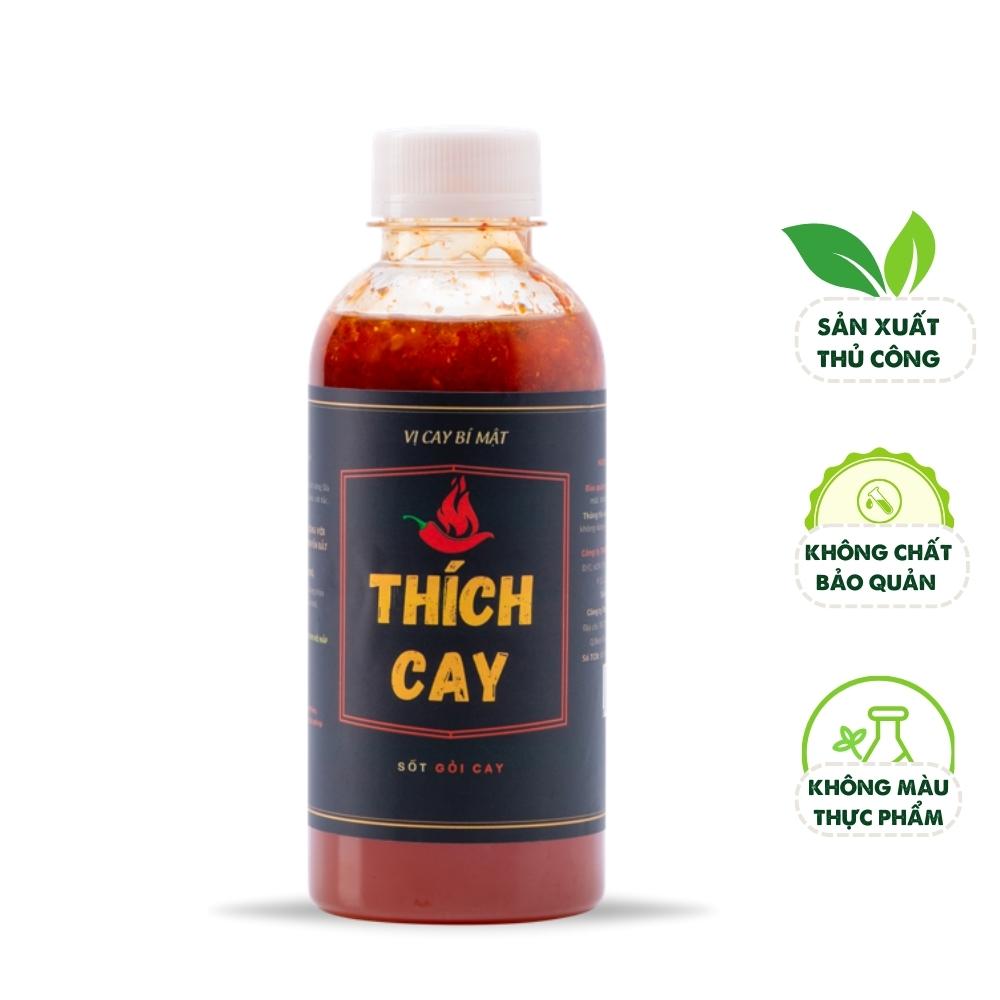 VỊ CAY BÍ MẬT
THÍCH
CAY
SỐT GỎI CAY
SẢN XUẤT
THỦ CÔNG
KHÔNG CHẤT
BẢO QUẢN
KHÔNG MÀU
THỰC PHẨM